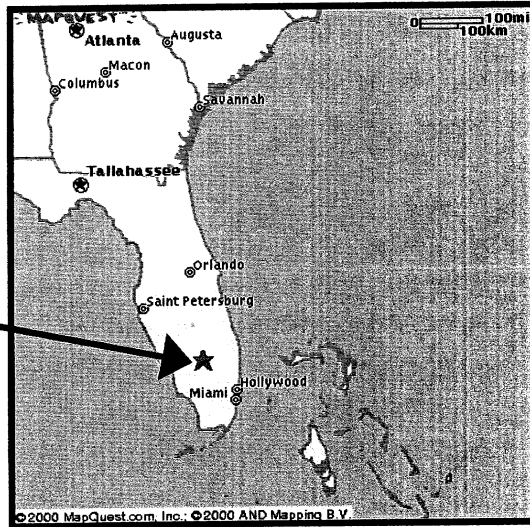 MAPQUEST
0 100mi
100km
Atlanta
Augusta
Macon
Columbus
Savannah
Tallahassee
Orlando
Saint Petersburg
Hollywood
Miami
©2000 MapQuest.com, Inc.; ©2000 AND Mapping B.V.